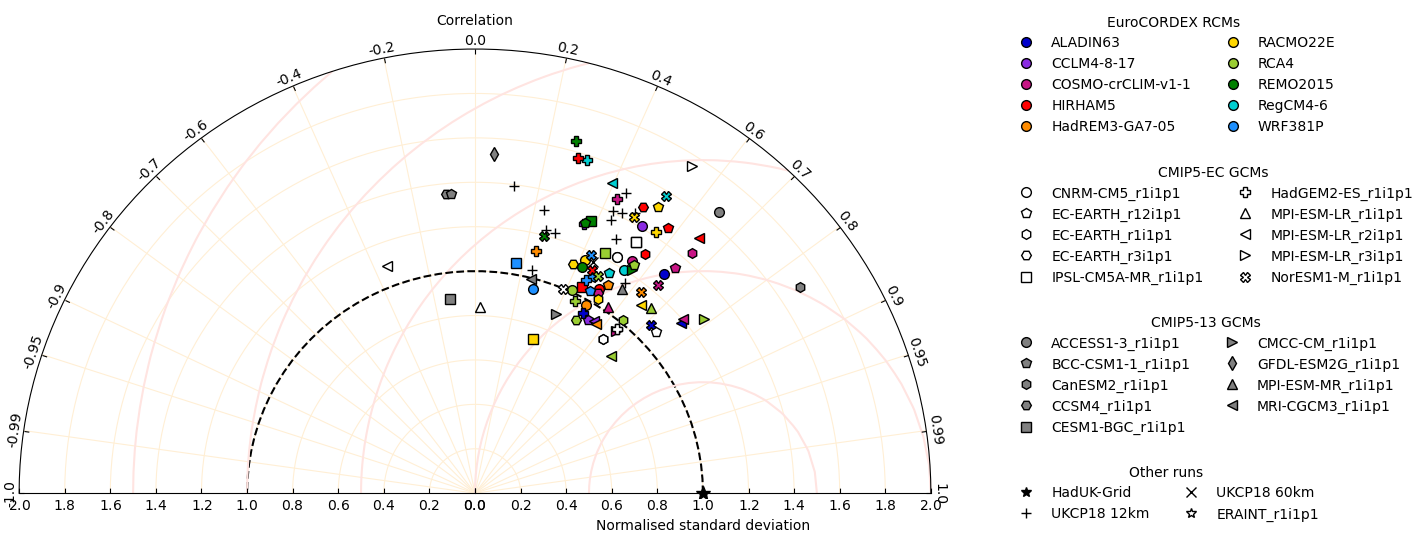 Correlation
0.0
-0.2
0.2
-0.4
0.4
-0.6
0.6
-0.7
0.7
-0.8
0.8
-0.9
0.9
-0.95
0.95
-0.99
0.99
-1.0
1.0
2.0 1.8 1.6 1.4 1.2 1.0 0.8 0.6 0.4 0.2 0.0 0.2 0.4 0.6 0.8 1.0 1.2 1.4 1.6 1.8 2.0
Normalised standard deviation
EuroCORDEX RCMs
ALADIN63
CCLM4-8-17
COSMO-crCLIM-v1-1
HIRHAM5
HadREM3-GA7-05
RACMO22E
RCA4
REMO2015
RegCM4-6
WRF381P
CMIP5-EC GCMs
CNRM-CM5_r1i1p1
EC-EARTH_r12i1p1
EC-EARTH_r1i1p1
EC-EARTH_r3i1p1
IPSL-CM5A-MR_r1i1p1
HadGEM2-ES_r1i1p1
MPI-ESM-LR_r1i1p1
MPI-ESM-LR_r2i1p1
MPI-ESM-LR_r3i1p1
NorESM1-M_r1i1p1
CMIP5-13 GCMs
ACCESS1-3_r1i1p1
BCC-CSM1-1_r1i1p1
CanESM2_r1i1p1
CCSM4_r1i1p1
CESM1-BGC_r1i1p1
CMCC-CM_r1i1p1
GFDL-ESM2G_r1i1p1
MPI-ESM-MR_r1i1p1
MRI-CGCM3_r1i1p1
Other runs
HadUK-Grid
UKCP18 12km
UKCP18 60km
ERAINT_r1i1p1